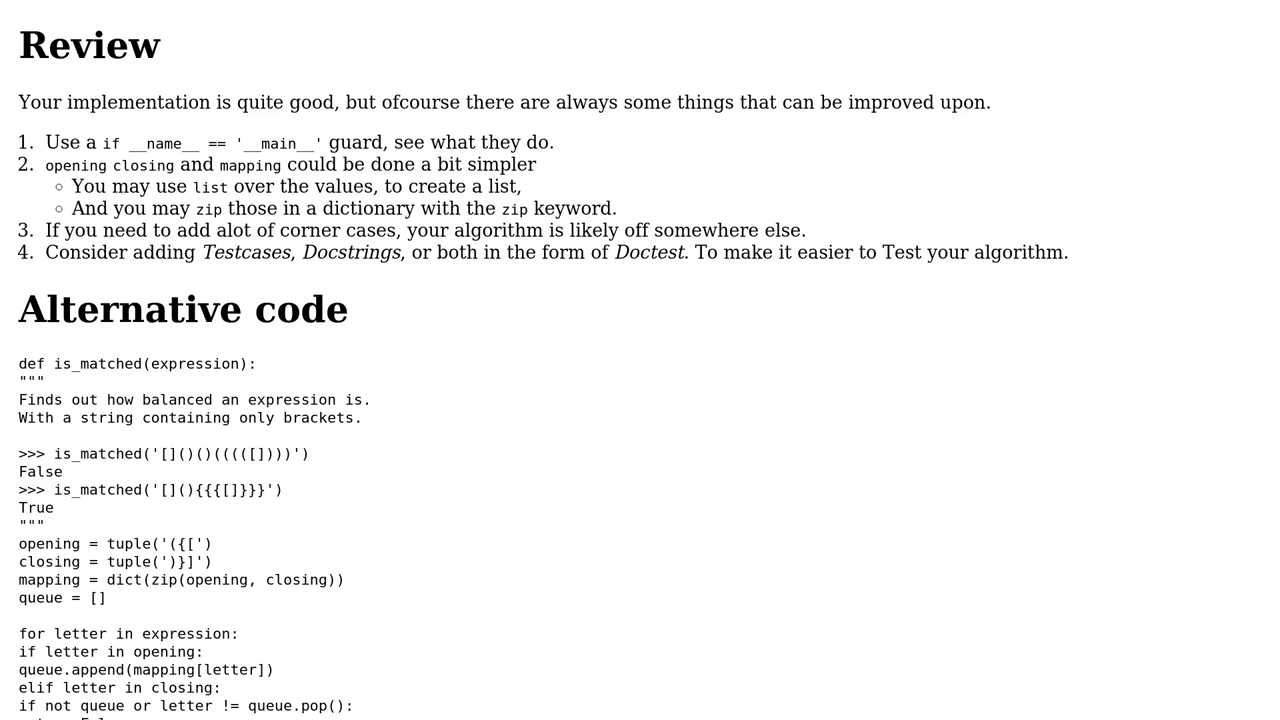 Review
Your implementation is quite good, but ofcourse there are always some things that can be improved upon.
1. Use a if __name__ == '__main__' guard, see what they do.
2. opening closing and mapping could be done a bit simpler
◦ You may use list over the values, to create a list,
◦ And you may zip those in a dictionary with the zip keyword.
3. If you need to add alot of corner cases, your algorithm is likely off somewhere else.
4. Consider adding Testcases, Docstrings, or both in the form of Doctest. To make it easier to Test your algorithm.
Alternative code
def is_matched(expression):
"""
Finds out how balanced an expression is.
With a string containing only brackets.
>>> is_matched('[]()()(((([])))')
False
>>> is_matched('[](){{{[]}}}')
True
"""
opening = tuple('({[')
closing = tuple(')}]')
mapping = dict(zip(opening, closing))
queue = []
for letter in expression:
if letter in opening:
queue.append(mapping[letter])
elif letter in closing:
if not queue or letter != queue.pop():